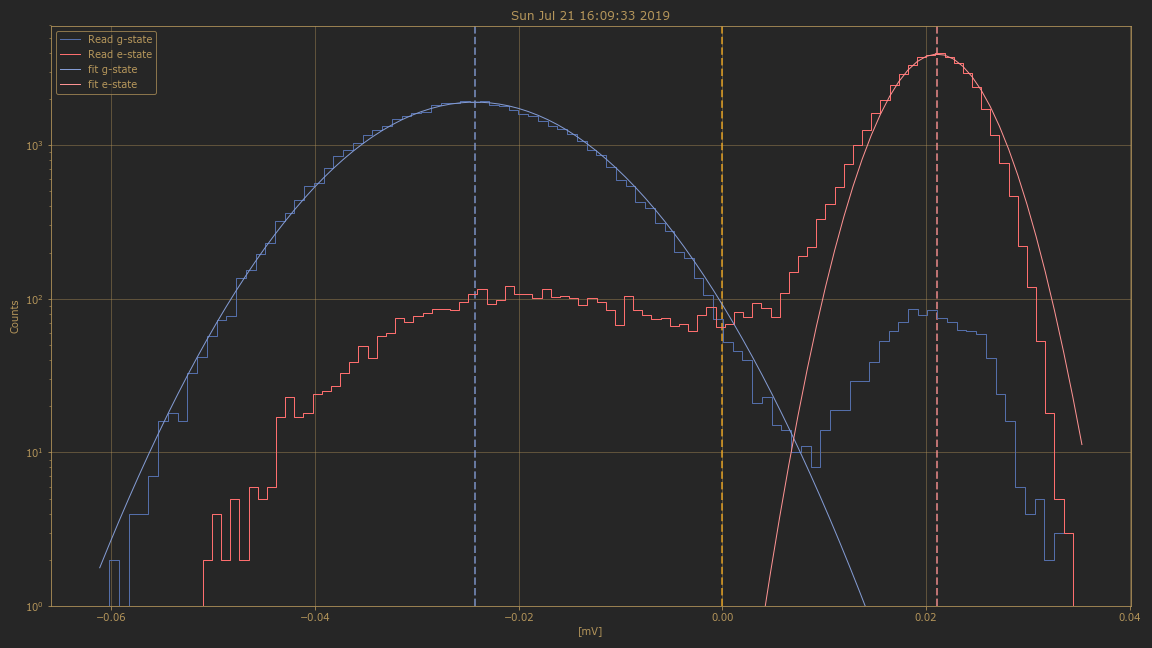 Sun Jul 21 16:09:33 2019
Read g-state
Read e-state
fit g-state
fit e-state
Counts
10³
10²
10¹
10⁰
−0.06 −0.04 −0.02 0.00 0.02 0.04
[mV]